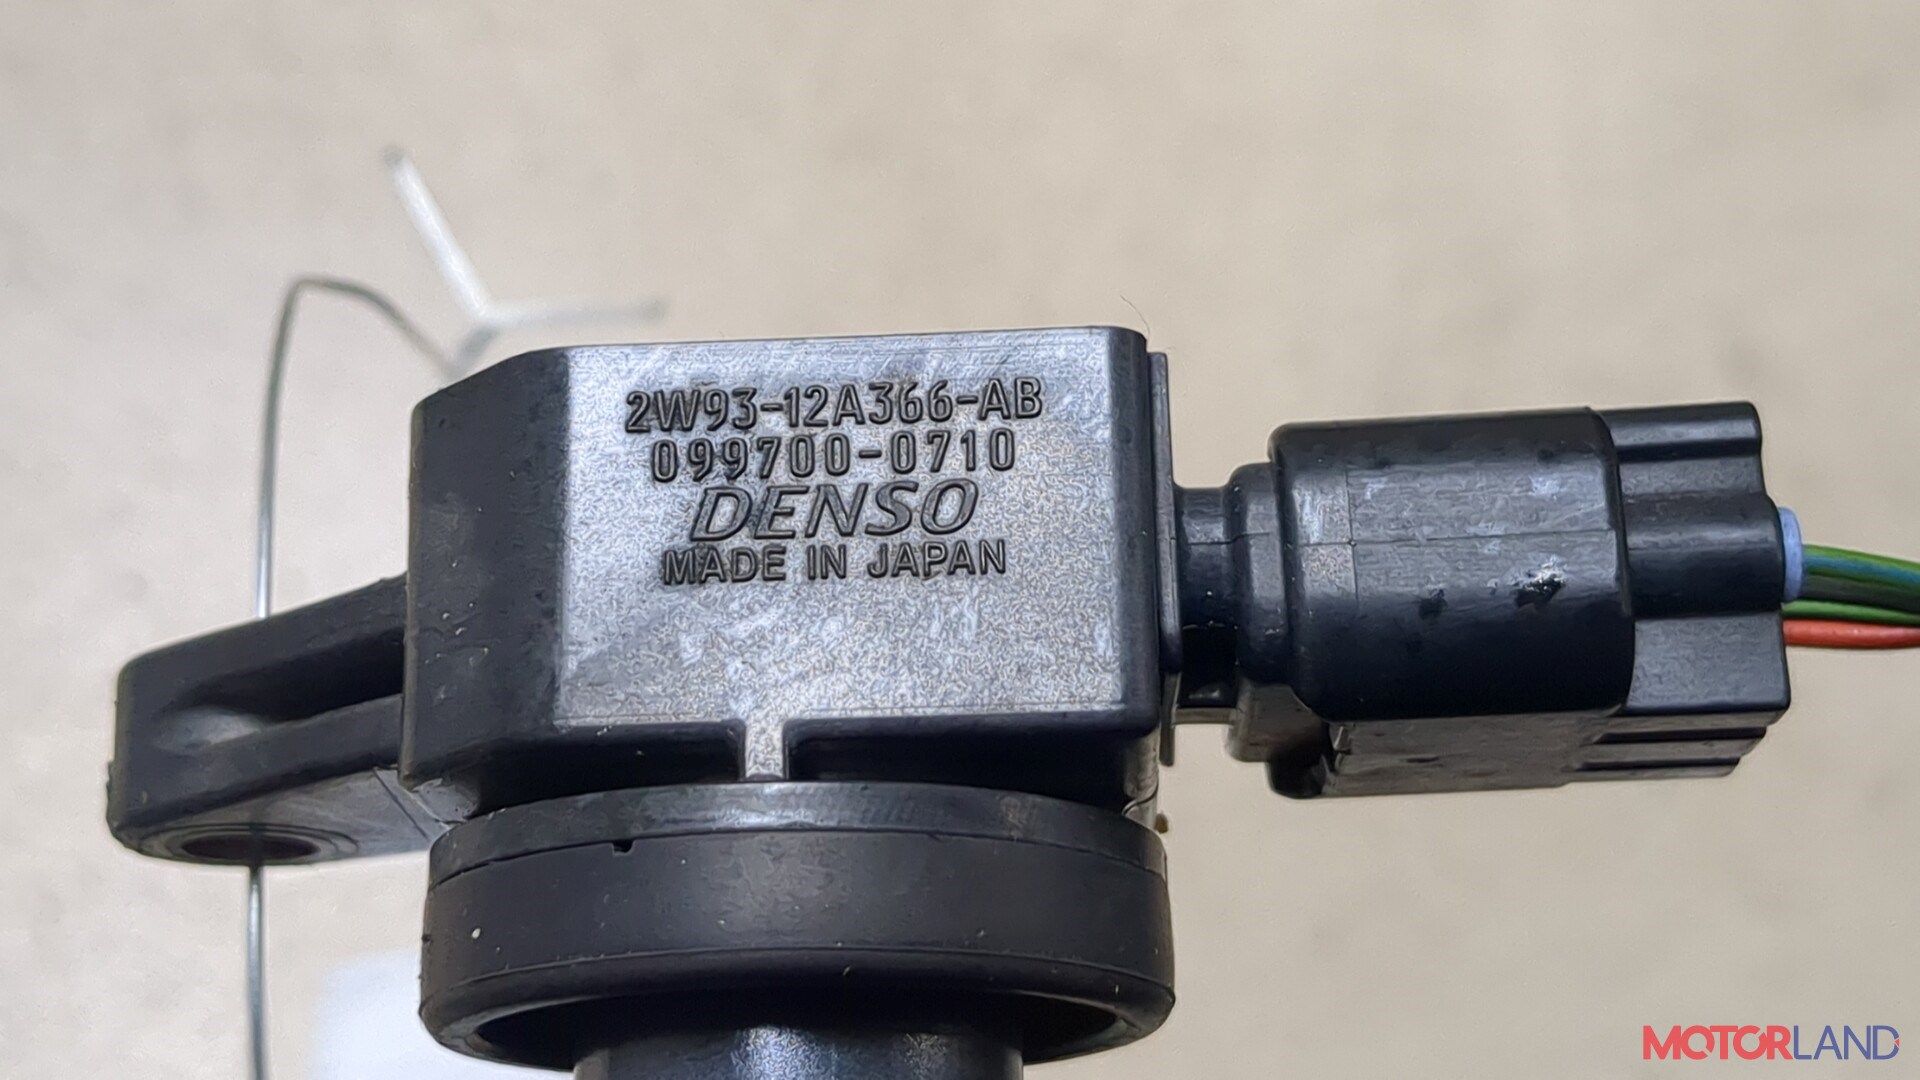 2W93-12A366-AB
099700-0710
DENSO
MADE IN JAPAN
MOTORLAND